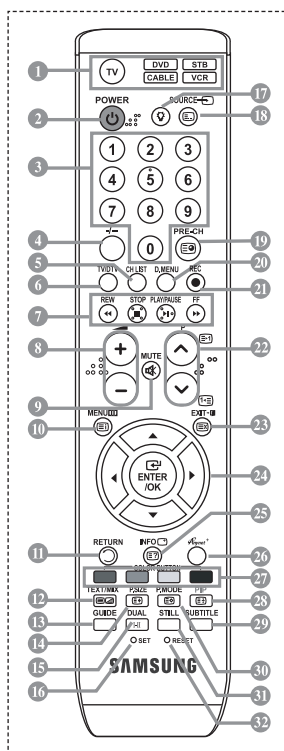 DVD STB
1 TV
CABLE VCR
POWER SOURCE 17
2 18
1 2 3
3
4 5 6
7 8 9
4 -/-- 0 PRE-CH 19
5 20
6 TV/DTV CH LIST D.MENU REC 21
REW STOP PLAY/PAUSE FF
7
8 + P 22
9 MUTE
–
MENU EXIT 23
10
ENTER
/OK
24
25
11 RETURN INFO 26
COLOR BUTTON 27
12 TEXT/MIX P.SIZE P.MODE PIP 28
13 GUIDE DUAL STILL SUBTITLE 29
14 I-II 30
15 31
16 SET RESET 32
SAMSUNG